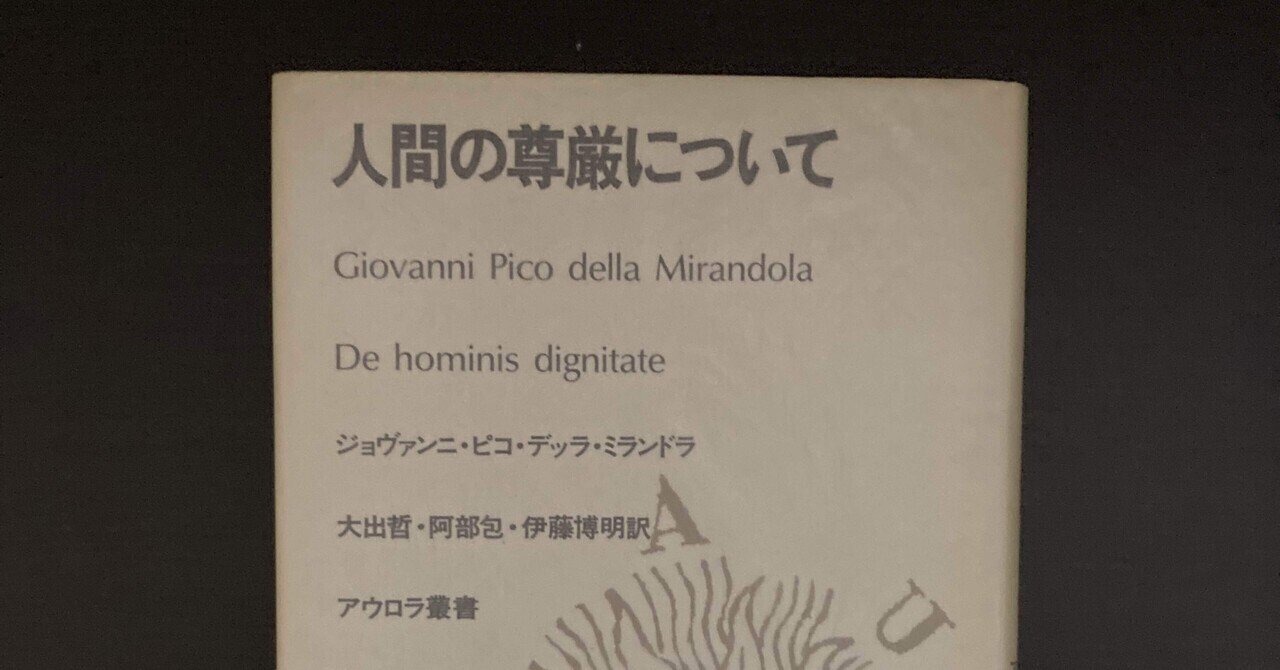 人間の尊厳について
Giovanni Pico della Mirandola
De hominis dignitate
ジョヴァンニ・ピコ・デッラ・ミランドラ
大出哲・阿部包・伊藤博明訳
アウロラ叢書
A
U